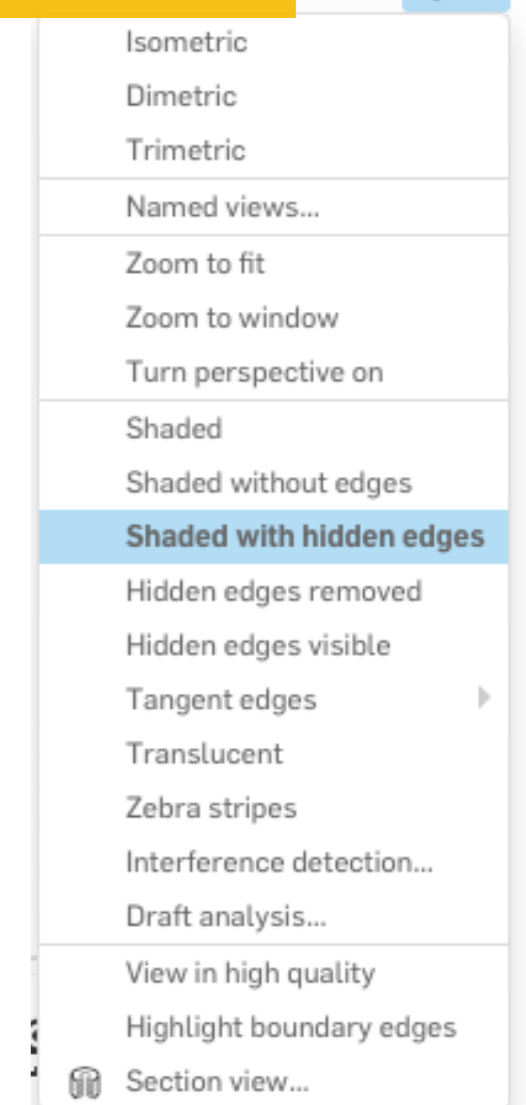 Isometric
Dimetric
Trimetric
Named views...
Zoom to fit
Zoom to window
Turn perspective on
Shaded
Shaded without edges
Shaded with hidden edges
Hidden edges removed
Hidden edges visible
Tangent edges
Translucent
Zebra stripes
Interference detection...
Draft analysis...
View in high quality
Highlight boundary edges
Section view...